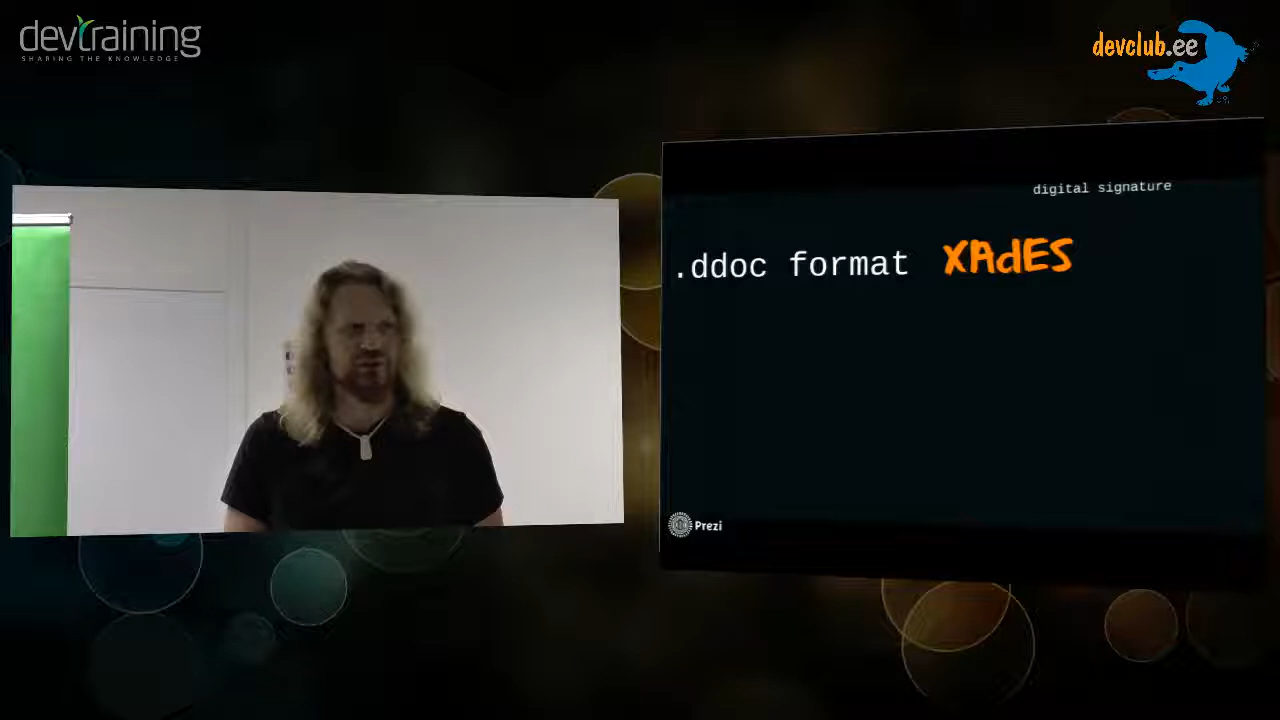 devtraining
SHARING THE KNOWLEDGE
devclub.ee
digital signature
.ddoc format XAdES
Prezi